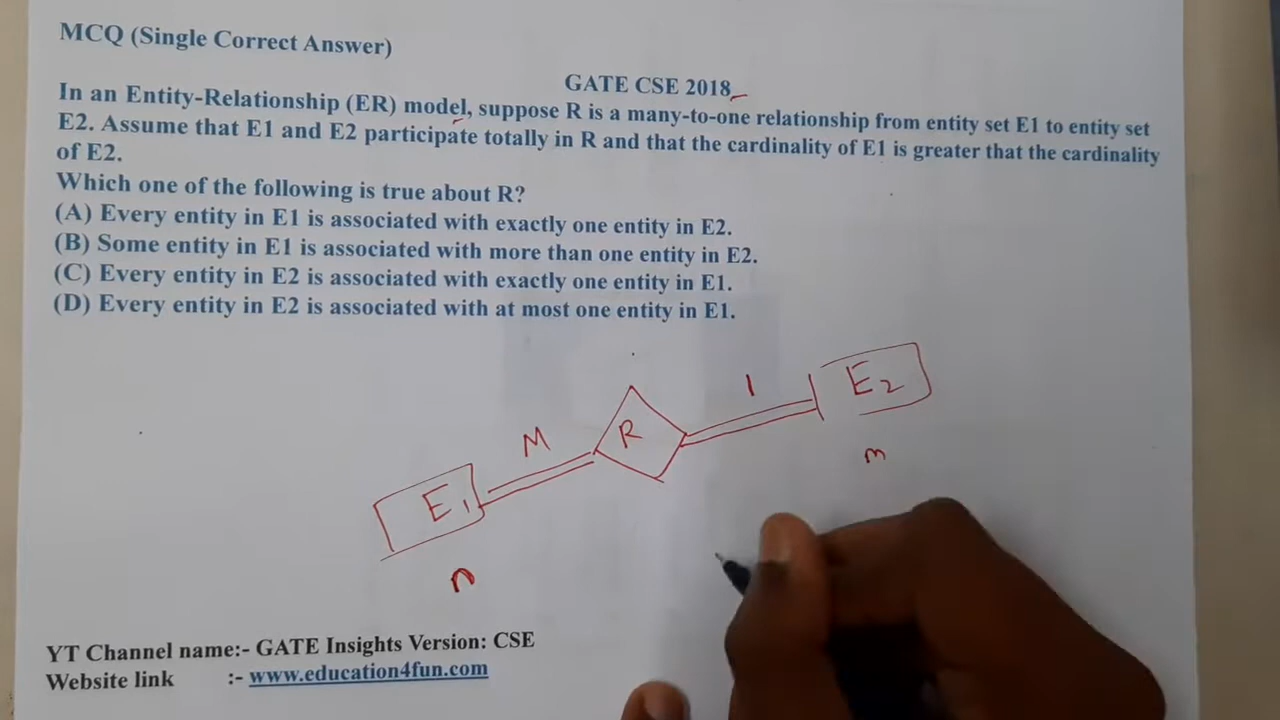 MCQ (Single Correct Answer)
GATE CSE 2018
In an Entity-Relationship (ER) model, suppose R is a many-to-one relationship from entity set E1 to entity set
E2. Assume that E1 and E2 participate totally in R and that the cardinality of E1 is greater that the cardinality
of E2.
Which one of the following is true about R?
(A) Every entity in E1 is associated with exactly one entity in E2.
(B) Some entity in E1 is associated with more than one entity in E2.
(C) Every entity in E2 is associated with exactly one entity in E1.
(D) Every entity in E2 is associated with at most one entity in E1.
1
E2
M
R
m
E1
n
YT Channel name:- GATE Insights Version: CSE
Website link :- www.education4fun.com